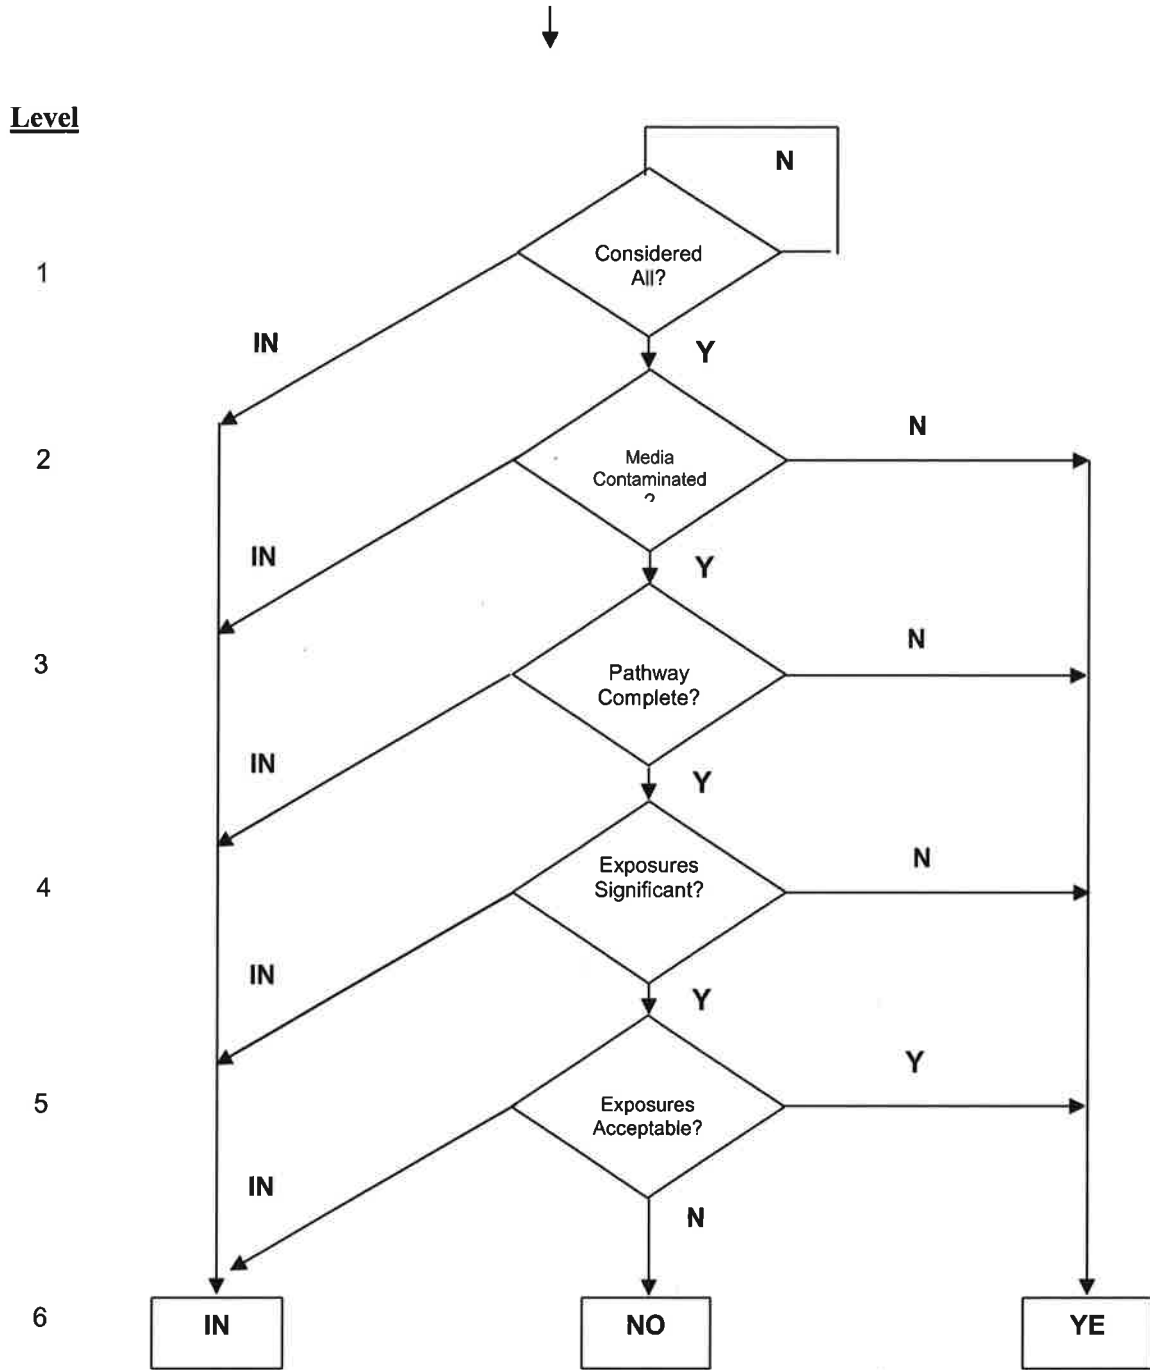 Level
N
1
Considered
All?
IN
Y
2
Media
Contaminated
?
N
IN
Y
3
Pathway
Complete?
N
IN
Y
4
Exposures
Significant?
N
IN
Y
5
Exposures
Acceptable?
Y
IN
N
6
IN
NO
YE